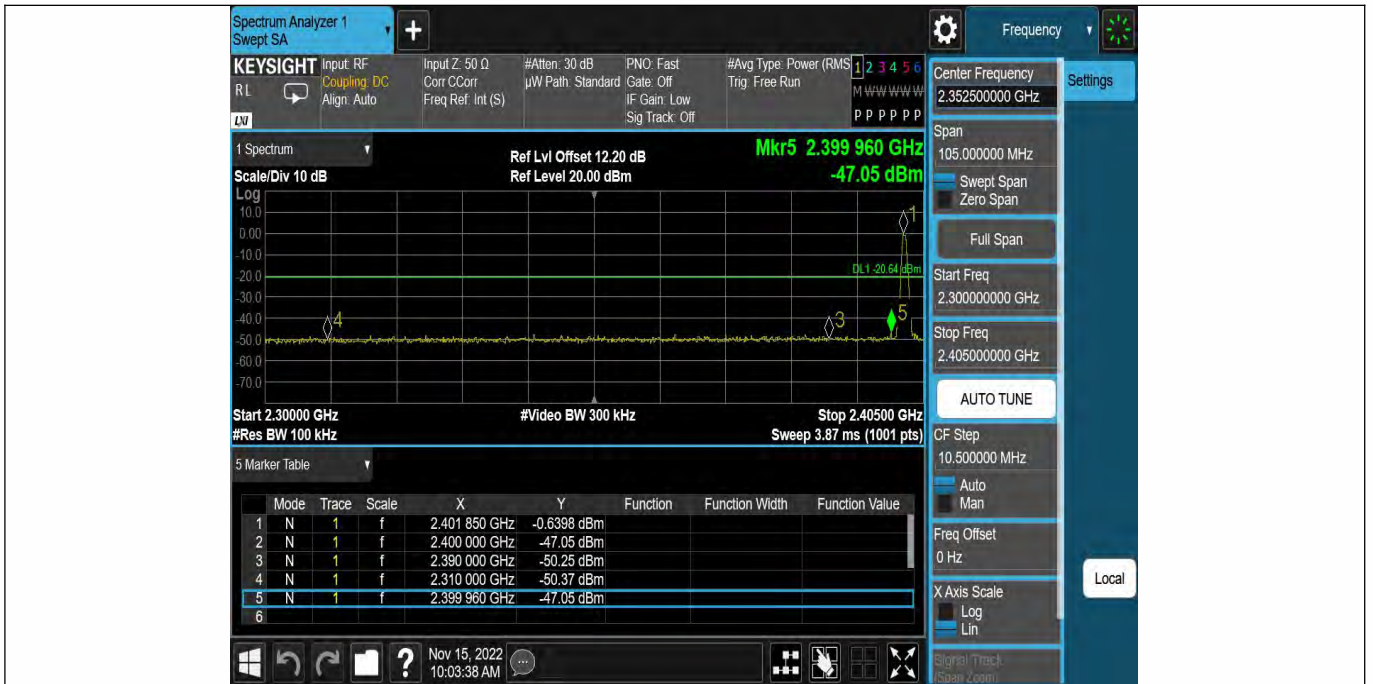 Spectrum Analyzer 1
Swept SA
+
Frequency
KEYSIGHT
RL
LXI
Input: RF
Coupling: DC
Align: Auto
Input Z: 50 Ω
Corr CCorr
Freq Ref: Int (S)
#Atten: 30 dB
µW Path: Standard
PNO: Fast
Gate: Off
IF Gain: Low
Sig Track: Off
#Avg Type: Power (RMS
Trig: Free Run
1 2 3 4 5 6
M W W W W W
P P P P P P
Center Frequency
2.352500000 GHz
Settings
Span
105.000000 MHz
Swept Span
Zero Span
Full Span
Start Freq
2.300000000 GHz
Stop Freq
2.405000000 GHz
AUTO TUNE
CF Step
10.500000 MHz
Auto
Man
Freq Offset
0 Hz
X Axis Scale
Log
Lin
Signal Track
(Span Zoom)
Local
1 Spectrum
Scale/Div 10 dB
Ref Lvl Offset 12.20 dB
Ref Level 20.00 dBm
Mkr5 2.399 960 GHz
-47.05 dBm
Log
10.0
0.00
-10.0
-20.0
-30.0
-40.0
-50.0
-60.0
-70.0
1
DL1 -20.64 dBm
4
3
5
Start 2.30000 GHz
#Res BW 100 kHz
#Video BW 300 kHz
Stop 2.40500 GHz
Sweep 3.87 ms (1001 pts)
5 Marker Table
Mode Trace Scale X Y Function Function Width Function Value
1 N 1 f 2.401 850 GHz -0.6398 dBm
2 N 1 f 2.400 000 GHz -47.05 dBm
3 N 1 f 2.390 000 GHz -50.25 dBm
4 N 1 f 2.310 000 GHz -50.37 dBm
5 N 1 f 2.399 960 GHz -47.05 dBm
6
?
Nov 15, 2022
10:03:38 AM